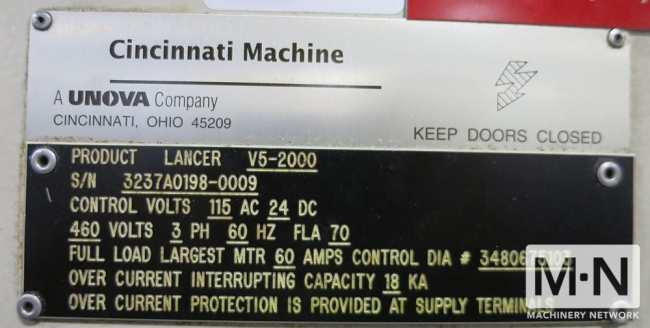 Cincinnati Machine
A UNOVA Company
CINCINNATI, OHIO 45209
KEEP DOORS CLOSED
PRODUCT LANCER V5-2000
S/N 3237A0198-0009
CONTROL VOLTS 115 AC 24 DC
460 VOLTS 3 PH 60 HZ FLA 70
FULL LOAD LARGEST MTR 60 AMPS CONTROL DIA #
OVER CURRENT INTERRUPTING CAPACITY 18 KA
OVER CURRENT PROTECTION IS PROVIDED AT SUPPLY TERMINALS
M·N
MACHINERY NETWORK